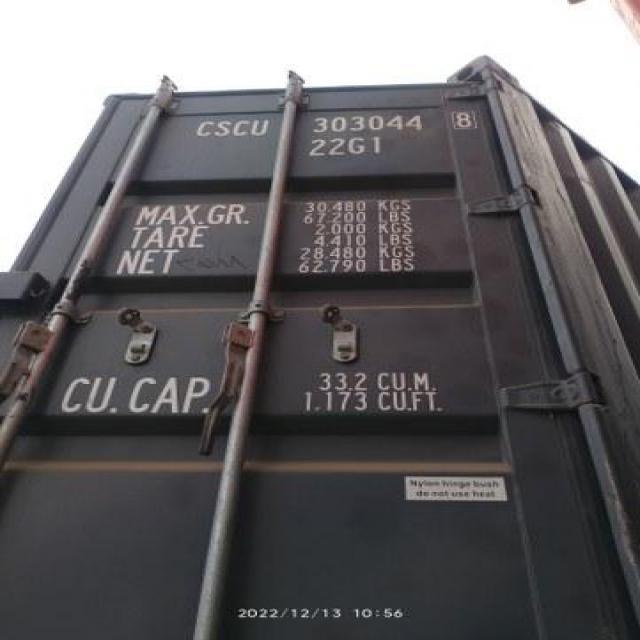 CSCU 303044 8
22G1
MAX.GR. 30.480 KGS
67.200 LBS
TARE 2.000 KGS
4.410 LBS
NET 28.480 KGS
62.790 LBS
CU. CAP. 33.2 CU.M.
1.173 CU.FT.
Nylon hinge bush
do not use heat
2022/12/13 10:56